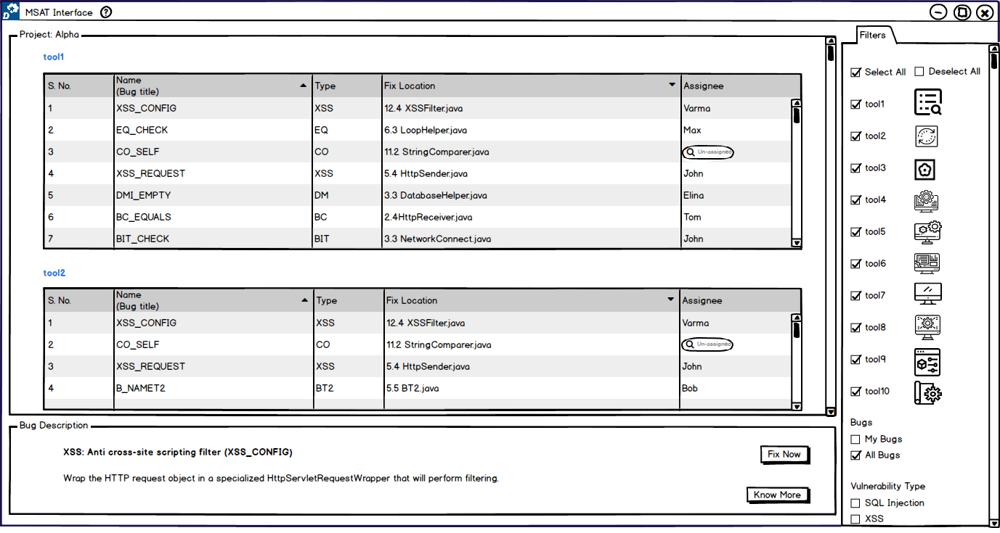 MSAT Interface ?
Project: Alpha
tool1
S. No. Name (Bug title) Type Fix Location Assignee
1 XSS_CONFIG XSS 12.4 XSSFilter.java Varma
2 EQ_CHECK EQ 6.3 LoopHelper.java Max
3 CO_SELF CO 11.2 StringComparer.java Un-assigned
4 XSS_REQUEST XSS 5.4 HttpSender.java John
5 DMI_EMPTY DM 3.3 DatabaseHelper.java Elina
6 BC_EQUALS BC 2.4HttpReceiver.java Tom
7 BIT_CHECK BIT 3.3 NetworkConnect.java John
tool2
S. No. Name (Bug title) Type Fix Location Assignee
1 XSS_CONFIG XSS 12.4 XSSFilter.java Varma
2 CO_SELF CO 11.2 StringComparer.java Un-assigned
3 XSS_REQUEST XSS 5.4 HttpSender.java John
4 B_NAMET2 BT2 5.5 BT2.java Bob
Bug Description
XSS: Anti cross-site scripting filter (XSS_CONFIG)
Fix Now
Wrap the HTTP request object in a specialized HttpServletRequestWrapper that will perform filtering.
Know More
Filters
Select All Deselect All
tool1
tool2
tool3
tool4
tool5
tool6
tool7
tool8
tool9
tool10
Bugs
My Bugs
All Bugs
Vulnerability Type
SQL Injection
XSS